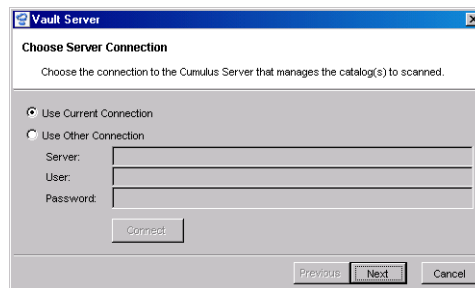 Vault Server
Choose Server Connection
Choose the connection to the Cumulus Server that manages the catalog(s) to scanned.
Use Current Connection
Use Other Connection
Server:
User:
Password:
Connect
Previous Next Cancel